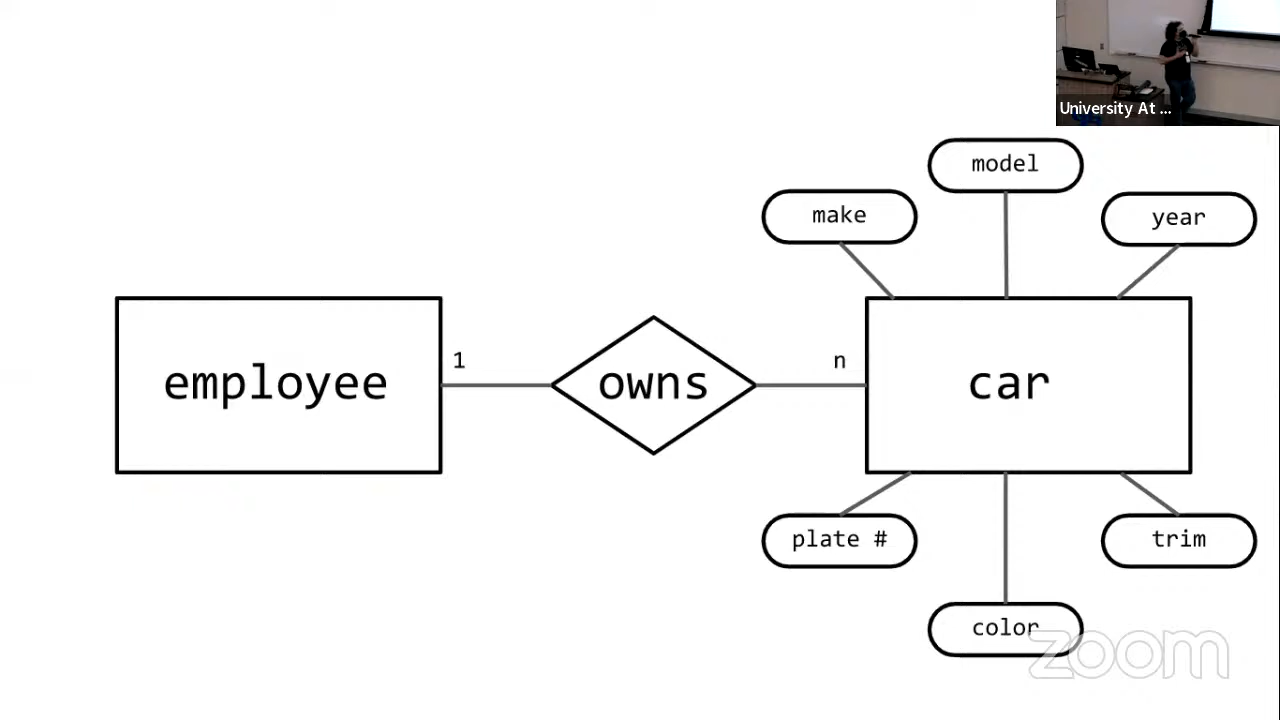 University At ...
model
make
year
1
n
employee
owns
car
plate #
trim
color
zoom